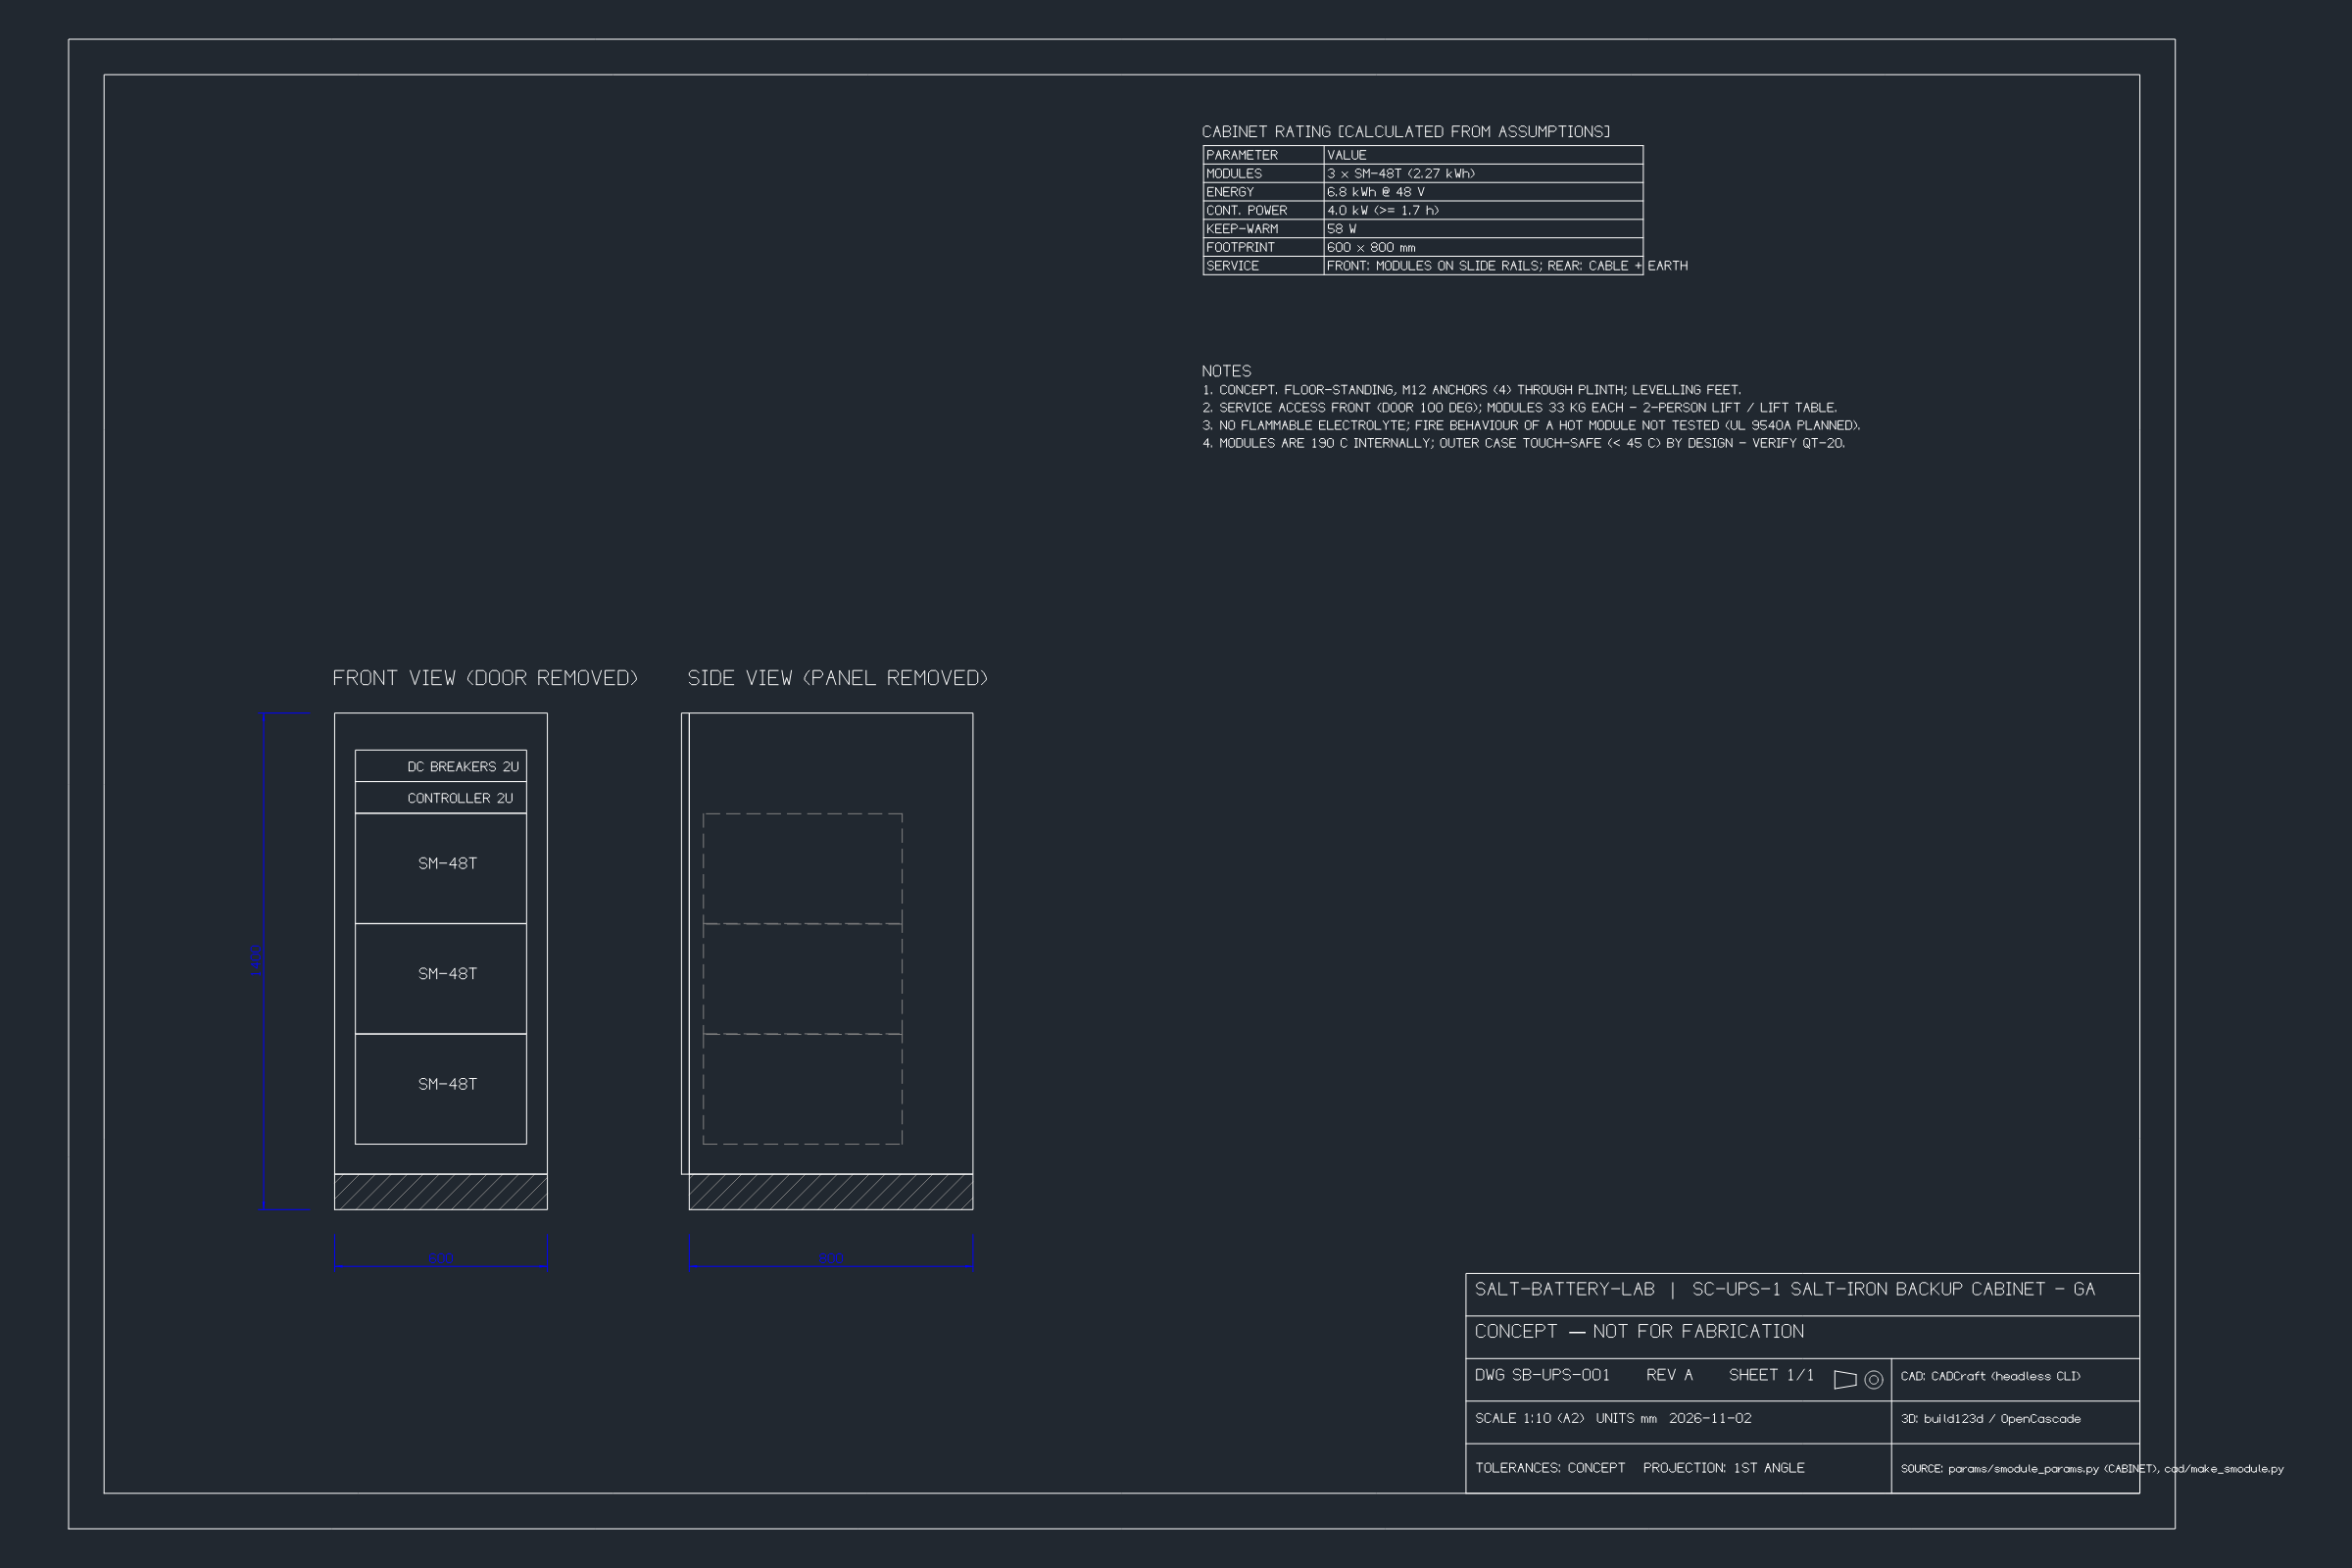 CABINET RATING [CALCULATED FROM ASSUMPTIONS]
PARAMETER VALUE
MODULES 3 x SM-48T (2.27 kWh)
ENERGY 6.8 kWh @ 48 V
CONT. POWER 4.0 kW (>= 1.7 h)
KEEP-WARM 58 W
FOOTPRINT 600 x 800 mm
SERVICE FRONT: MODULES ON SLIDE RAILS; REAR: CABLE + EARTH
NOTES
1. CONCEPT. FLOOR-STANDING, M12 ANCHORS (4) THROUGH PLINTH; LEVELLING FEET.
2. SERVICE ACCESS FRONT (DOOR 100 DEG); MODULES 33 KG EACH - 2-PERSON LIFT / LIFT TABLE.
3. NO FLAMMABLE ELECTROLYTE; FIRE BEHAVIOUR OF A HOT MODULE NOT TESTED (UL 9540A PLANNED).
4. MODULES ARE 190 C INTERNALLY; OUTER CASE TOUCH-SAFE (< 45 C) BY DESIGN - VERIFY QT-20.
FRONT VIEW (DOOR REMOVED)
SIDE VIEW (PANEL REMOVED)
DC BREAKERS 2U
CONTROLLER 2U
SM-48T
SM-48T
SM-48T
1400
600
800
SALT-BATTERY-LAB | SC-UPS-1 SALT-IRON BACKUP CABINET - GA
CONCEPT — NOT FOR FABRICATION
DWG SB-UPS-001 REV A SHEET 1/1
CAD: CADCraft (headless CLI)
SCALE 1:10 (A2) UNITS mm 2026-11-02
3D: build123d / OpenCascade
TOLERANCES: CONCEPT PROJECTION: 1ST ANGLE
SOURCE: params/smodule_params.py (CABINET), cad/make_smodule.py